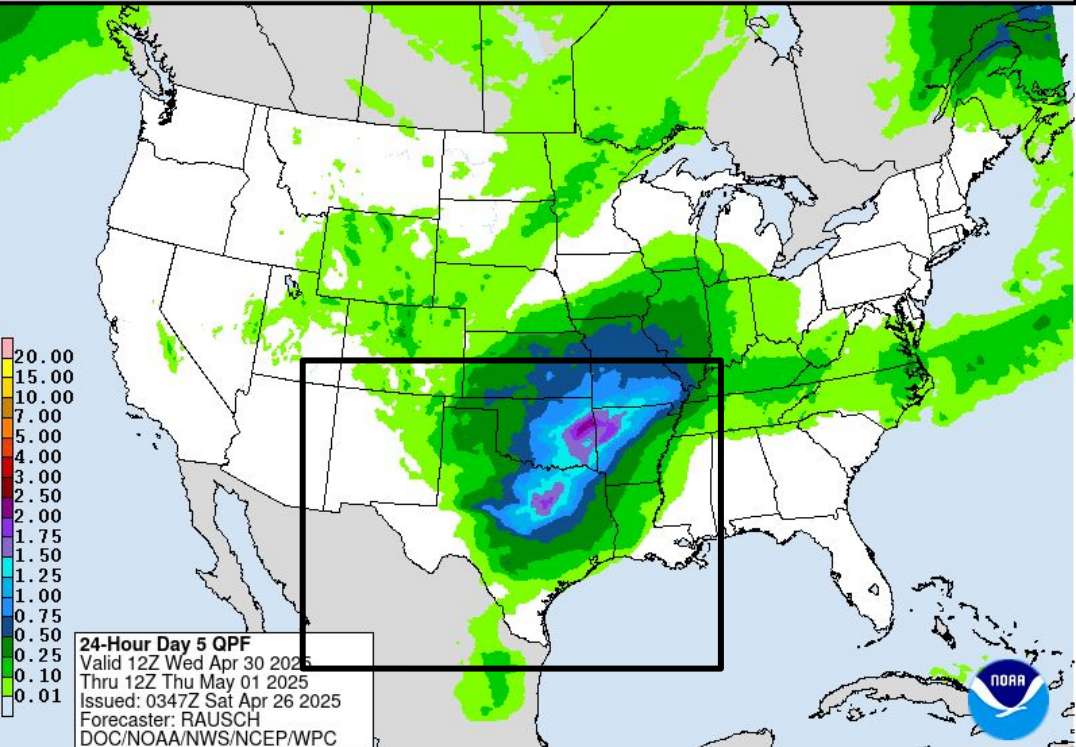 20.00
15.00
10.00
7.00
5.00
4.00
3.00
2.50
2.00
1.75
1.50
1.25
1.00
0.75
0.50
0.25
0.10
0.01
24-Hour Day 5 QPF
Valid 12Z Wed Apr 30 2025
Thru 12Z Thu May 01 2025
Issued: 0347Z Sat Apr 26 2025
Forecaster: RAUSCH
DOC/NOAA/NWS/NCEP/WPC
NOAA